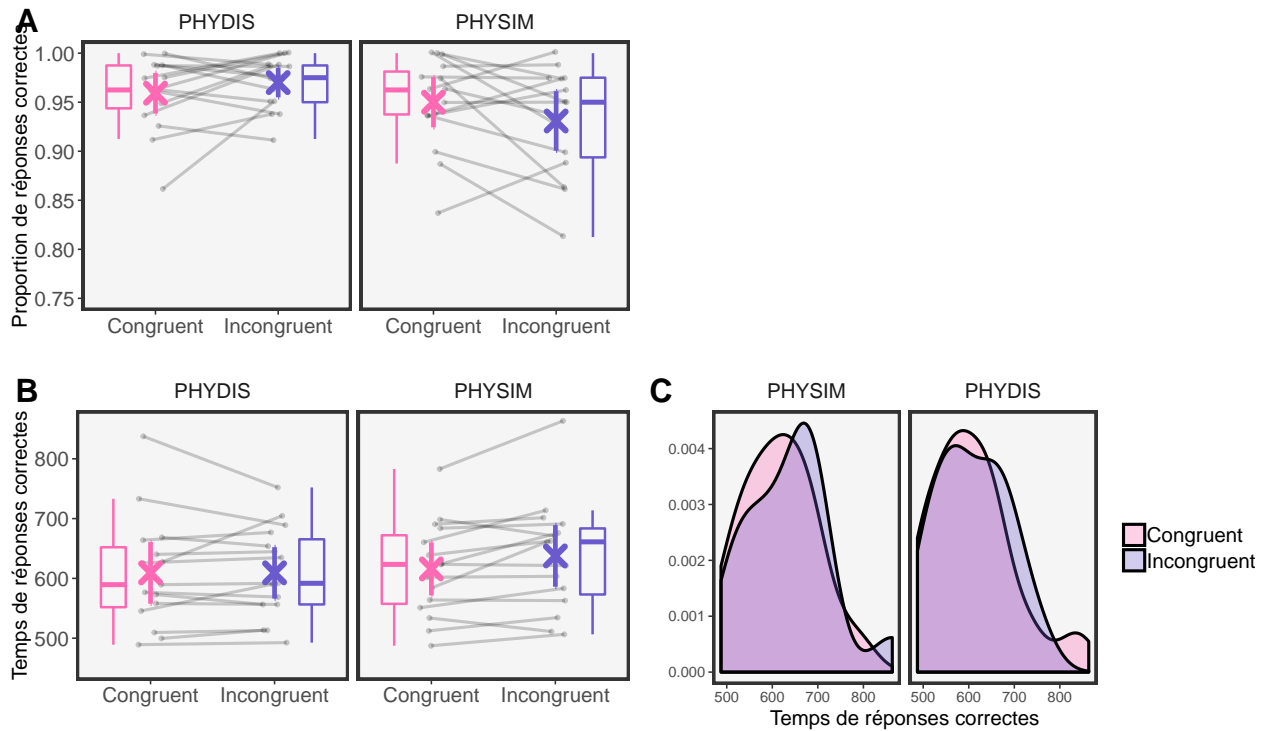 A
PHYDIS
PHYSIM
Proportion de réponses correctes
1.00
0.95
0.90
0.85
0.80
0.75
Congruent
Incongruent
Congruent
Incongruent
B
PHYDIS
PHYSIM
Temps de réponses correctes
800
700
600
500
Congruent
Incongruent
Congruent
Incongruent
C
PHYSIM
PHYDIS
0.004
0.003
0.002
0.001
0.000
500
600
700
800
500
600
700
800
Temps de réponses correctes
Congruent
Incongruent